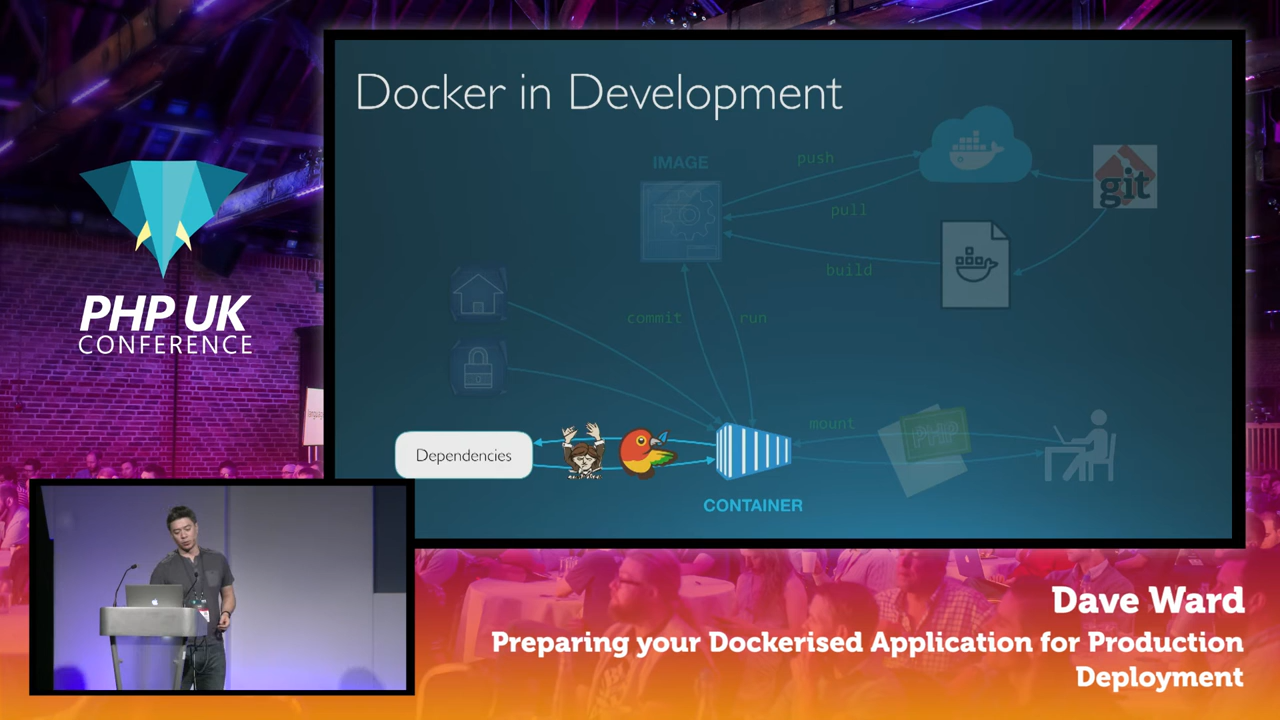 Docker in Development
IMAGE
push
pull
git
build
commit
run
mount
PHP
Dependencies
CONTAINER
PHP UK
CONFERENCE
Dave Ward
Preparing your Dockerised Application for Production
Deployment